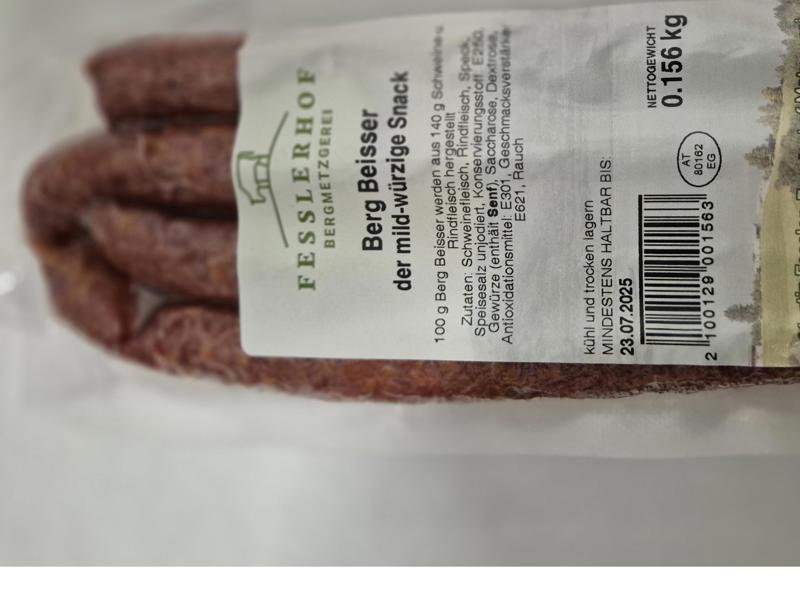 FESSLERHOF
BERGMETZGEREI
Berg Beisser
der mild-würzige Snack
100 g Berg Beisser werden aus 140 g Schweine-
Rindfleisch hergestellt
Zutaten: Schweinefleisch, Rindfleisch, Speck,
Speisesalz unjodiert, Konservierungsstoff: E250,
Gewürze (enthält Senf), Saccharose, Dextrose,
Antioxidationsmittel: E301, Geschmacksverstärker
E621, Rauch
kühl und trocken lagern
MINDESTENS HALTBAR BIS:
23.07.2025
2 100129 001563
AT
80162
EG
NETTOGEWICHT
0.156 kg